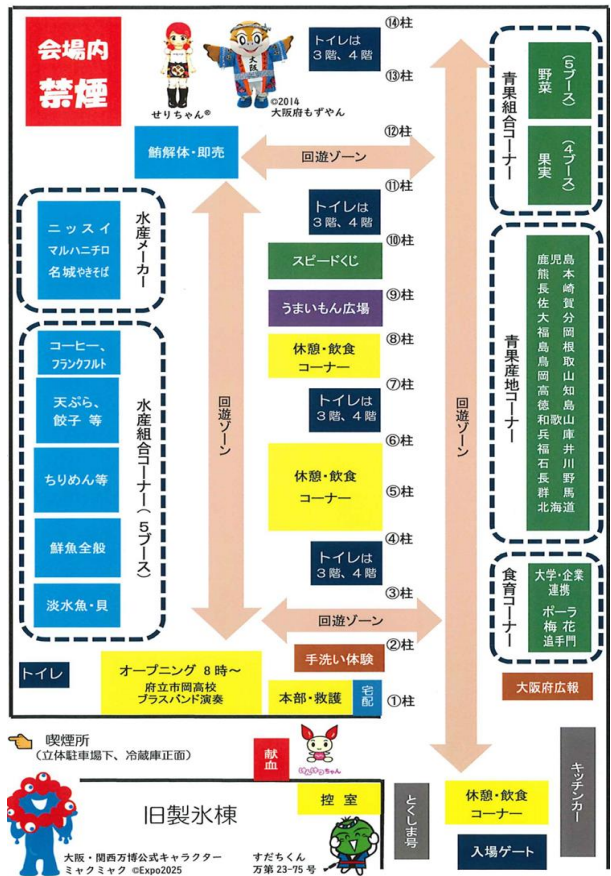 会場内
禁煙
せりちゃん®
大阪
©2014
大阪府もずやん
トイレは
3階、4階
⑭柱
⑬柱
⑫柱
鮪解体・即売
回遊ゾーン
青果組合コーナー
野菜
(5ブース)
果実
(4ブース)
水産メーカー
ニッスイ
マルハニチロ
名城やきそば
トイレは
3階、4階
⑪柱
⑩柱
スピードくじ
⑨柱
うまいもん広場
⑧柱
休憩・飲食
コーナー
⑦柱
トイレは
3階、4階
⑥柱
休憩・飲食
コーナー
⑤柱
④柱
トイレは
3階、4階
③柱
回遊ゾーン
回遊ゾーン
回遊ゾーン
青果産地コーナー
鹿児島
熊本
長崎
佐賀
大分
福岡
島根
鳥取
岡山
高知
徳島
和歌山
兵庫
福井
石川
長野
群馬
北海道
水産組合コーナー(5ブース)
コーヒー、
フランクフルト
天ぷら、
餃子 等
ちりめん等
鮮魚全般
淡水魚・貝
食育コーナー
大学・企業
連携
ポーラ
梅花
追手門
②柱
手洗い体験
トイレ
オープニング 8時~
府立市岡高校
ブラスバンド演奏
本部・救護
宅配
①柱
大阪府広報
喫煙所
(立体駐車場下、冷蔵庫正面)
献血
けんけつちゃん
控室
旧製氷棟
大阪・関西万博公式キャラクター
ミャクミャク ©Expo2025
すだちくん
万第23-75号
とくしま号
休憩・飲食
コーナー
入場ゲート
キッチンカー